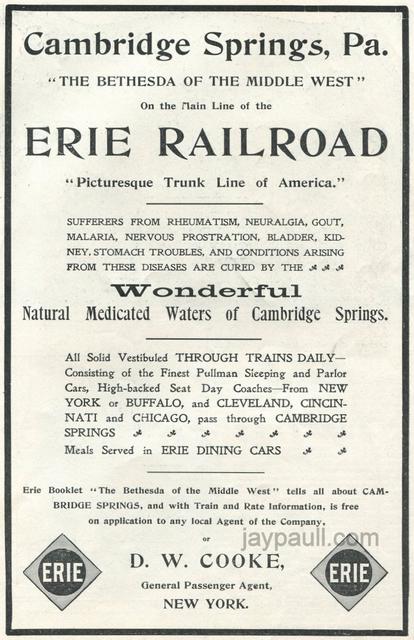 Cambridge Springs, Pa.
"THE BETHESDA OF THE MIDDLE WEST"
On the Main Line of the
ERIE RAILROAD
"Picturesque Trunk Line of America."
SUFFERERS FROM RHEUMATISM, NEURALGIA, GOUT,
MALARIA, NERVOUS PROSTRATION, BLADDER, KID-
NEY, STOMACH TROUBLES, AND CONDITIONS ARISING
FROM THESE DISEASES ARE CURED BY THE
Wonderful
Natural Medicated Waters of Cambridge Springs.
All Solid Vestibuled THROUGH TRAINS DAILY—
Consisting of the Finest Pullman Sleeping and Parlor
Cars, High-backed Seat Day Coaches—From NEW
YORK or BUFFALO, and CLEVELAND, CINCIN-
NATI and CHICAGO, pass through CAMBRIDGE
SPRINGS
Meals Served in ERIE DINING CARS
Erie Booklet "The Bethesda of the Middle West" tells all about CAM-
BRIDGE SPRINGS, and with Train and Rate Information, is free
on application to any local Agent of the Company,
or
jaypaull.com
D. W. COOKE,
General Passenger Agent,
NEW YORK.
ERIE
ERIE